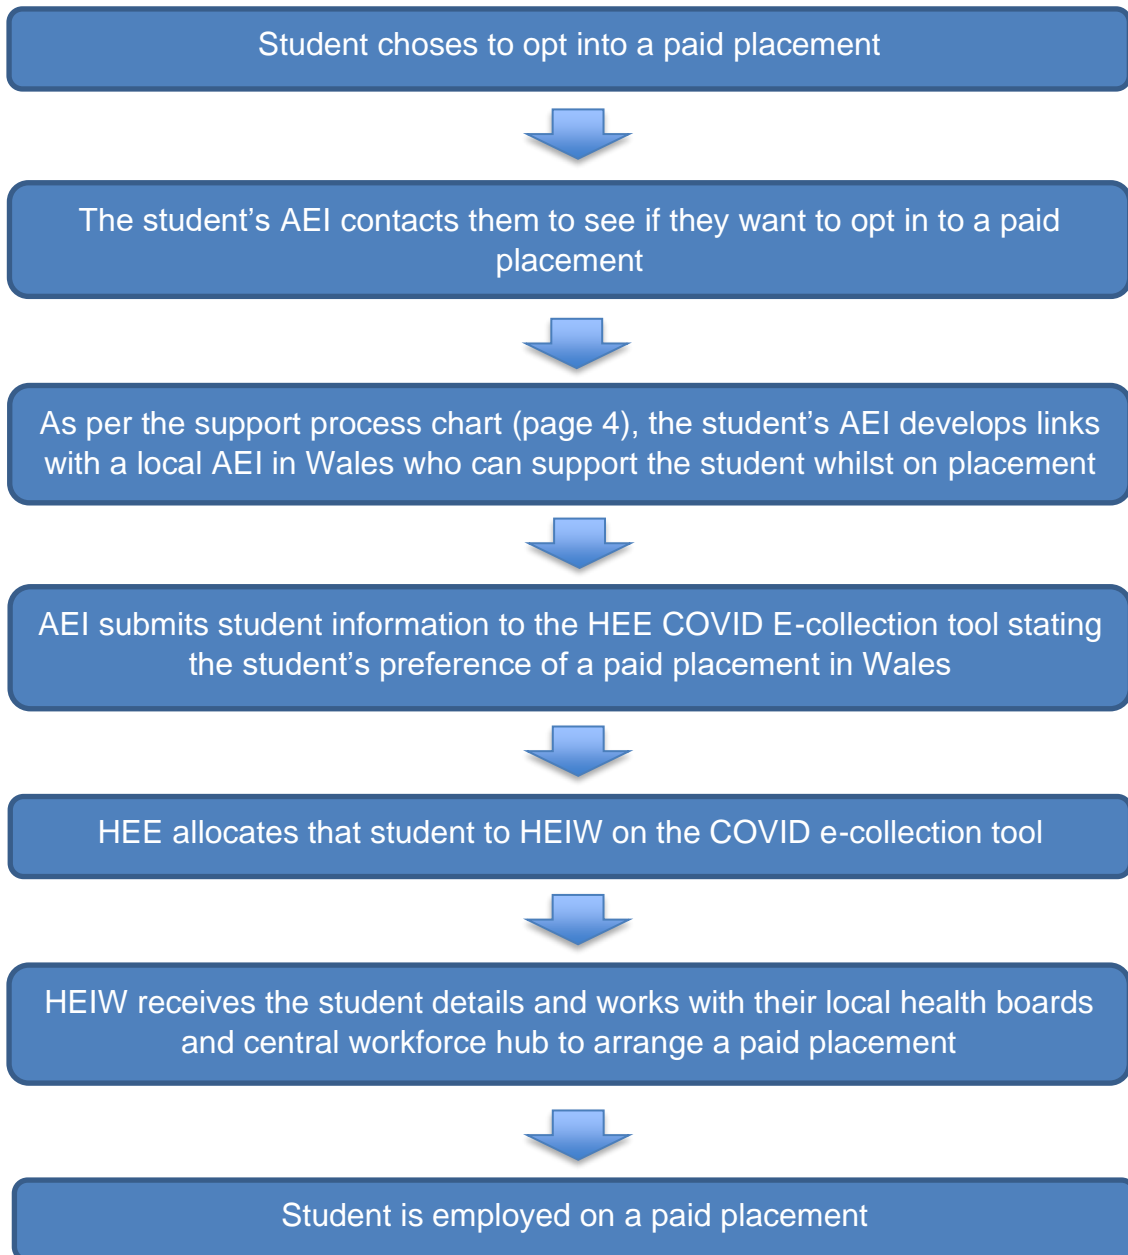 Student choses to opt into a paid placement
The student’s AEI contacts them to see if they want to opt in to a paid
placement
As per the support process chart (page 4), the student’s AEI develops links
with a local AEI in Wales who can support the student whilst on placement
AEI submits student information to the HEE COVID E-collection tool stating
the student’s preference of a paid placement in Wales
HEE allocates that student to HEIW on the COVID e-collection tool
HEIW receives the student details and works with their local health boards
and central workforce hub to arrange a paid placement
Student is employed on a paid placement